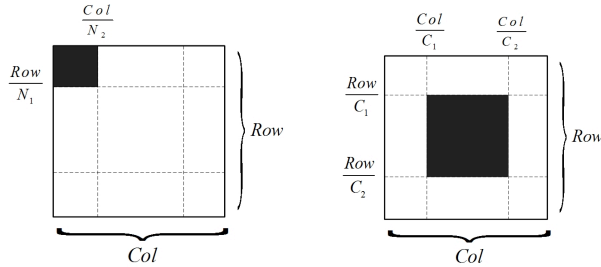 Col/N₂
Row/N₁
Row
Col
Col/C₁
Col/C₂
Row/C₁
Row/C₂
Row
Col